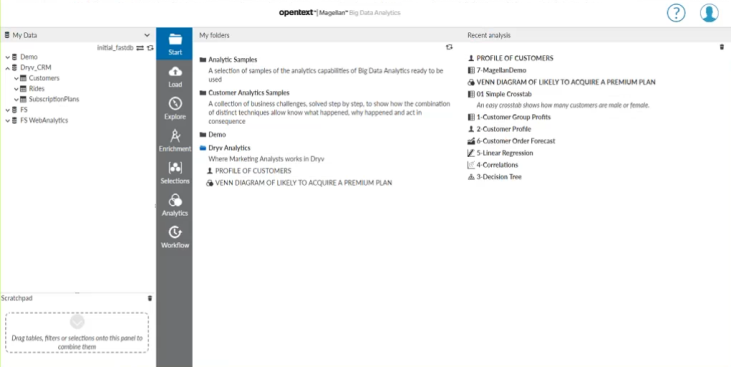 opentext™ | Magellan™ Big Data Analytics
?
My Data
initial_fastdb
Demo
Dryv_CRM
Customers
Rides
SubscriptionPlans
FS
FS WebAnalytics
Scratchpad
Drag tables, filters or selections onto this panel to
combine them
Start
Load
Explore
Enrichment
Selections
Analytics
Workflow
My folders
Analytic Samples
A selection of samples of the analytics capabilities of Big Data Analytics ready to be
used
Customer Analytics Samples
A collection of business challenges, solved step by step, to show how the combination
of distinct techniques allow know what happened, why happened and act in
consequence
Demo
Dryv Analytics
Where Marketing Analysts works in Dryv
PROFILE OF CUSTOMERS
VENN DIAGRAM OF LIKELY TO ACQUIRE A PREMIUM PLAN
Recent analysis
PROFILE OF CUSTOMERS
7-MagellanDemo
VENN DIAGRAM OF LIKELY TO ACQUIRE A PREMIUM PLAN
01 Simple Crosstab
An easy crosstab shows how many customers are male or female.
1-Customer Group Profits
2-Customer Profile
6-Customer Order Forecast
5-Linear Regression
4-Correlations
3-Decision Tree